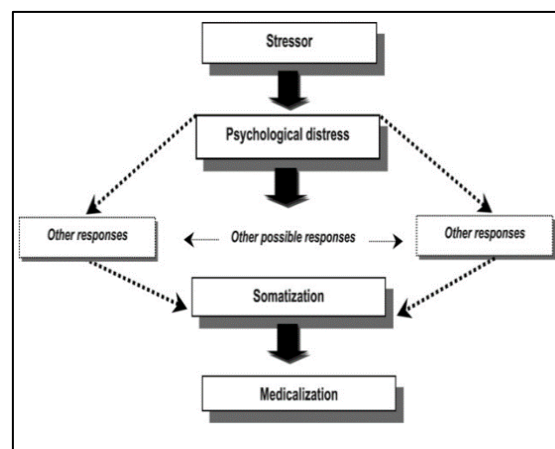 Stressor
Psychological distress
Other responses
Other possible responses
Other responses
Somatization
Medicalization